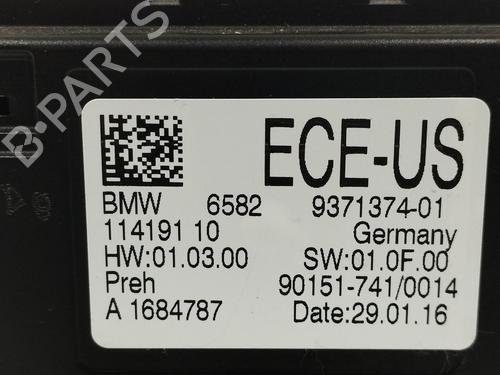 B-PARTS
ECE-US
BMW 6582 9371374-01
114191 10 Germany
HW:01.03.00 SW:01.0F.00
Preh 90151-741/0014
A 1684787 Date:29.01.16
B-PARTS